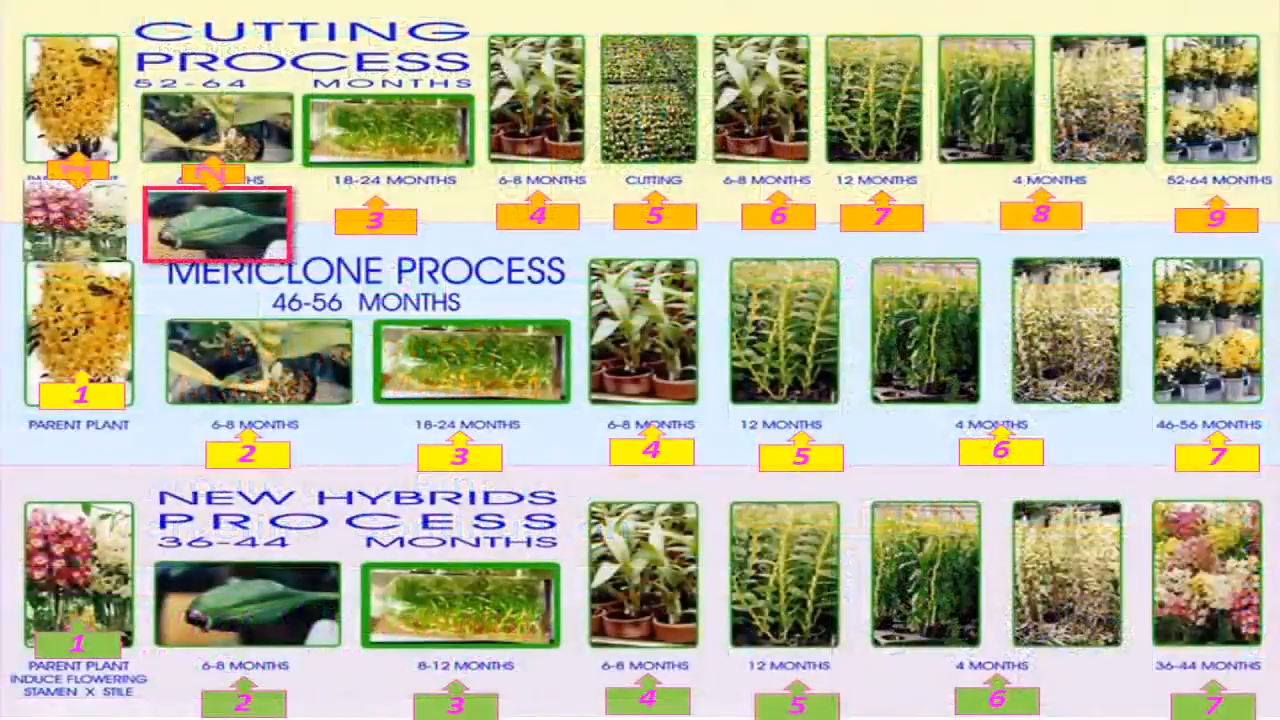 CUTTING
PROCESS
52-64 MONTHS
18-24 MONTHS
6-8 MONTHS
CUTTING
6-8 MONTHS
12 MONTHS
4 MONTHS
52-64 MONTHS
1
2
3
4
5
6
7
8
9
MERICLONE PROCESS
46-56 MONTHS
PARENT PLANT
6-8 MONTHS
18-24 MONTHS
6-8 MONTHS
12 MONTHS
4 MONTHS
46-56 MONTHS
1
2
3
4
5
6
7
NEW HYBRIDS
PROCESS
36-44 MONTHS
PARENT PLANT
INDUCE FLOWERING
STAMEN X STILE
6-8 MONTHS
8-12 MONTHS
6-8 MONTHS
12 MONTHS
4 MONTHS
36-44 MONTHS
1
2
3
4
5
6
7